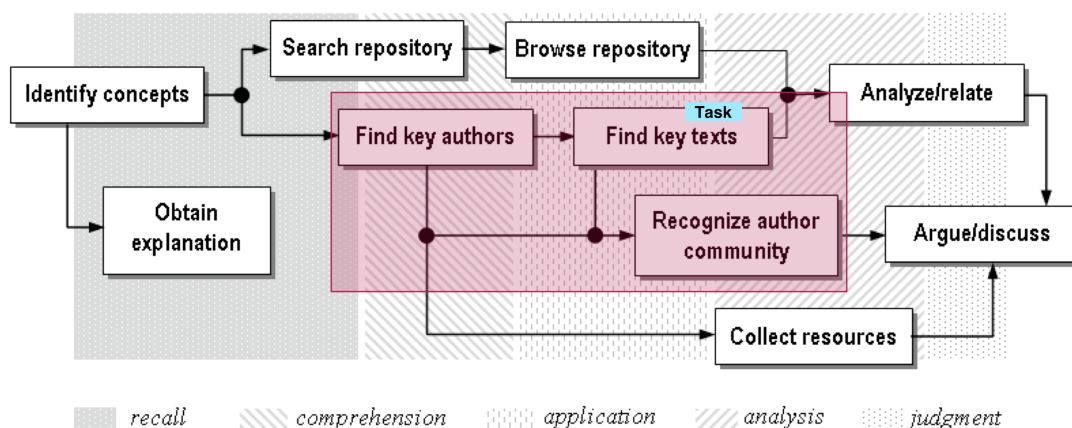 Search repository
Browse repository
Identify concepts
Analyze/relate
Task
Find key authors
Find key texts
Obtain
explanation
Recognize author
community
Argue/discuss
Collect resources
recall
comprehension
application
analysis
judgment